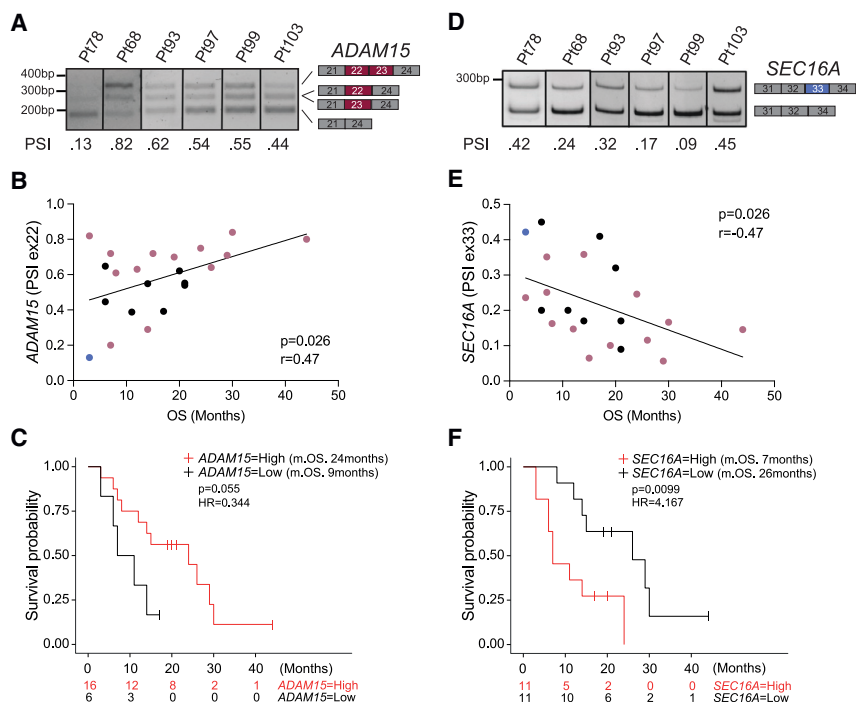 A
Pt78 Pt68 Pt93 Pt97 Pt99 Pt103
ADAM15
400bp
300bp
200bp
21 22 23 24
21 22 24
21 23 24
21 24
PSI .13 .82 .62 .54 .55 .44
B
ADAM15 (PSI ex22)
1.0
0.8
0.6
0.4
0.2
0.0
p=0.026
r=0.47
0 10 20 30 40 50
OS (Months)
C
Survival probability
1.00
0.75
0.50
0.25
0.00
ADAM15=High (m.OS. 24months)
ADAM15=Low (m.OS. 9months)
p=0.055
HR=0.344
0 10 20 30 40 (Months)
16 12 8 2 1 ADAM15=High
6 3 0 0 0 ADAM15=Low
D
Pt78 Pt68 Pt93 Pt97 Pt99 Pt103
SEC16A
300bp
31 32 33 34
31 32 34
PSI .42 .24 .32 .17 .09 .45
E
SEC16A (PSI ex33)
0.5
0.4
0.3
0.2
0.1
0.0
p=0.026
r=-0.47
0 10 20 30 40 50
OS (Months)
F
Survival probability
1.00
0.75
0.50
0.25
0.00
SEC16A=High (m.OS. 7months)
SEC16A=Low (m.OS. 26months)
p=0.0099
HR=4.167
0 10 20 30 40 (Months)
11 5 2 0 0 SEC16A=High
11 10 6 2 1 SEC16A=Low